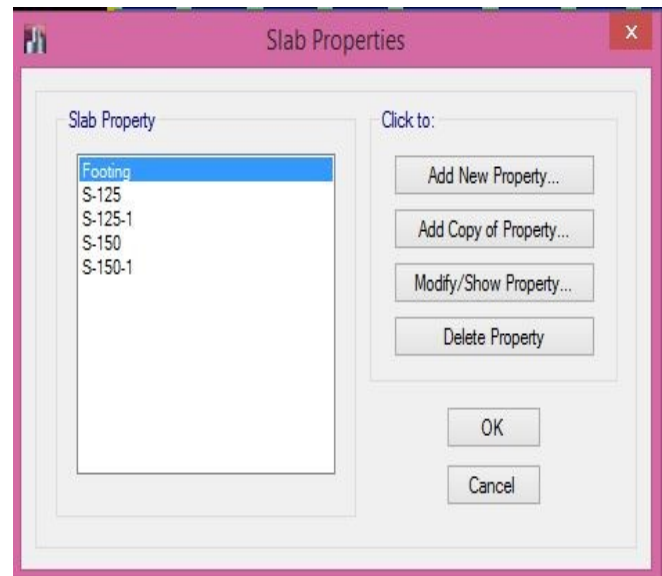 Slab Properties
x
Slab Property
Footing
S-125
S-125-1
S-150
S-150-1
Click to:
Add New Property...
Add Copy of Property...
Modify/Show Property...
Delete Property
OK
Cancel